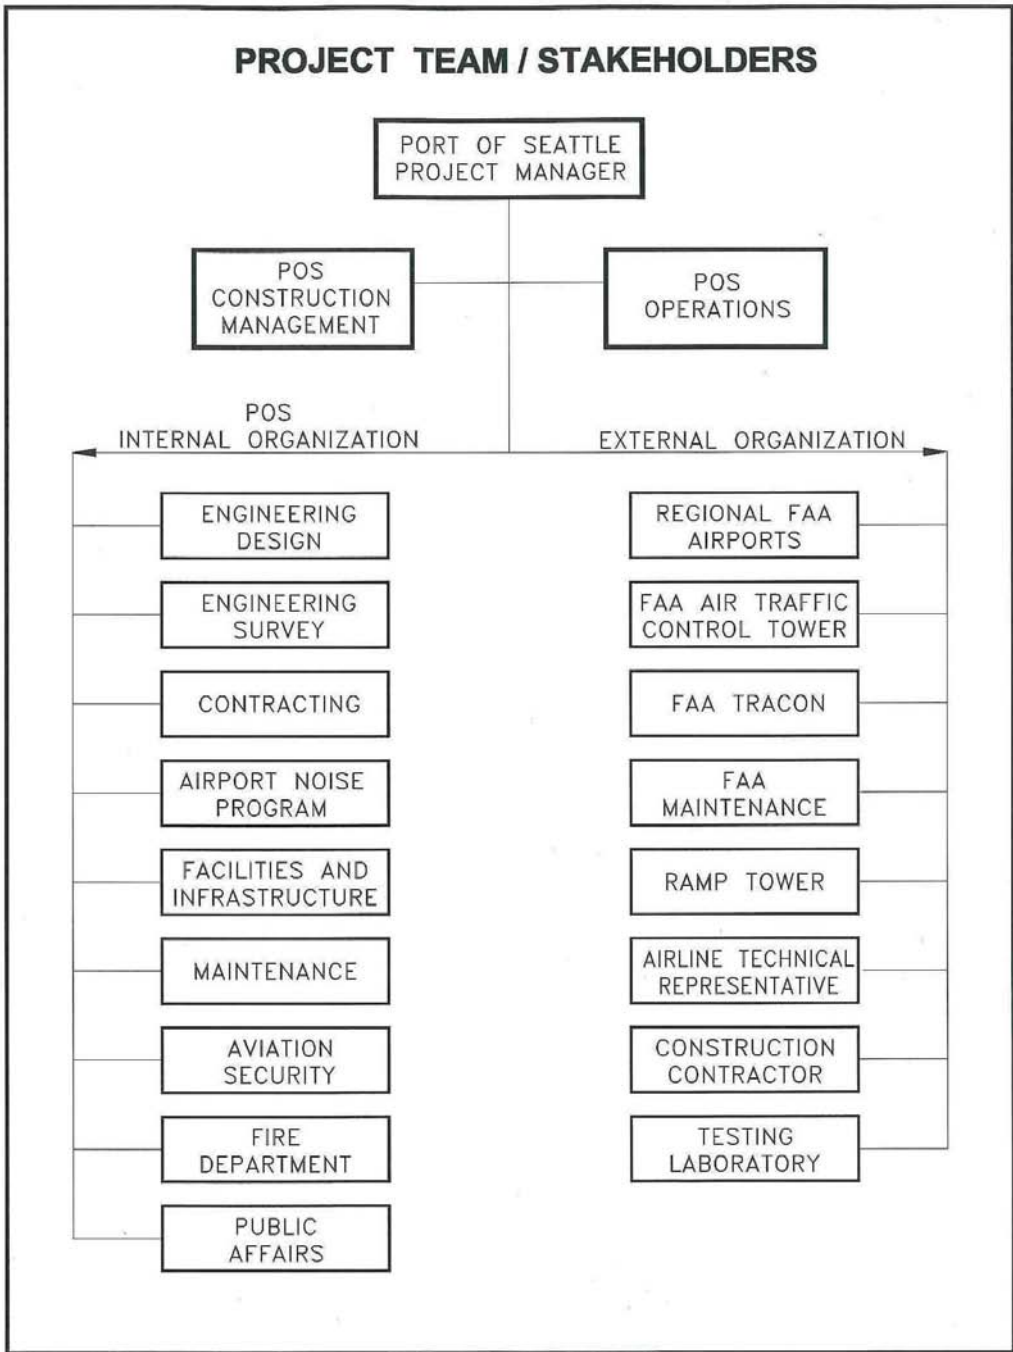 PROJECT TEAM / STAKEHOLDERS
PORT OF SEATTLE
PROJECT MANAGER
POS
CONSTRUCTION
MANAGEMENT
POS
OPERATIONS
POS
INTERNAL ORGANIZATION
EXTERNAL ORGANIZATION
ENGINEERING
DESIGN
ENGINEERING
SURVEY
CONTRACTING
AIRPORT NOISE
PROGRAM
FACILITIES AND
INFRASTRUCTURE
MAINTENANCE
AVIATION
SECURITY
FIRE
DEPARTMENT
PUBLIC
AFFAIRS
REGIONAL FAA
AIRPORTS
FAA AIR TRAFFIC
CONTROL TOWER
FAA TRACON
FAA
MAINTENANCE
RAMP TOWER
AIRLINE TECHNICAL
REPRESENTATIVE
CONSTRUCTION
CONTRACTOR
TESTING
LABORATORY